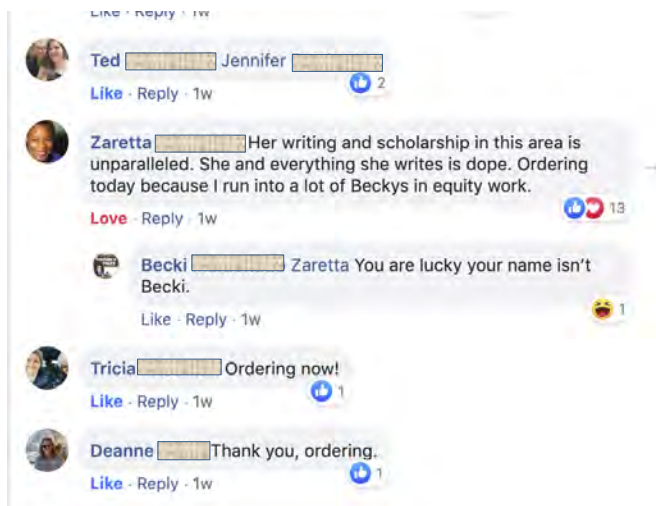 Like · Reply · 1w
Ted Jennifer
Like · Reply · 1w
2
Zaretta Her writing and scholarship in this area is
unparalleled. She and everything she writes is dope. Ordering
today because I run into a lot of Beckys in equity work.
Love · Reply · 1w
13
Becki Zaretta You are lucky your name isn't
Becki.
Like · Reply · 1w
1
Tricia Ordering now!
Like · Reply · 1w
1
Deanne Thank you, ordering.
Like · Reply · 1w
1